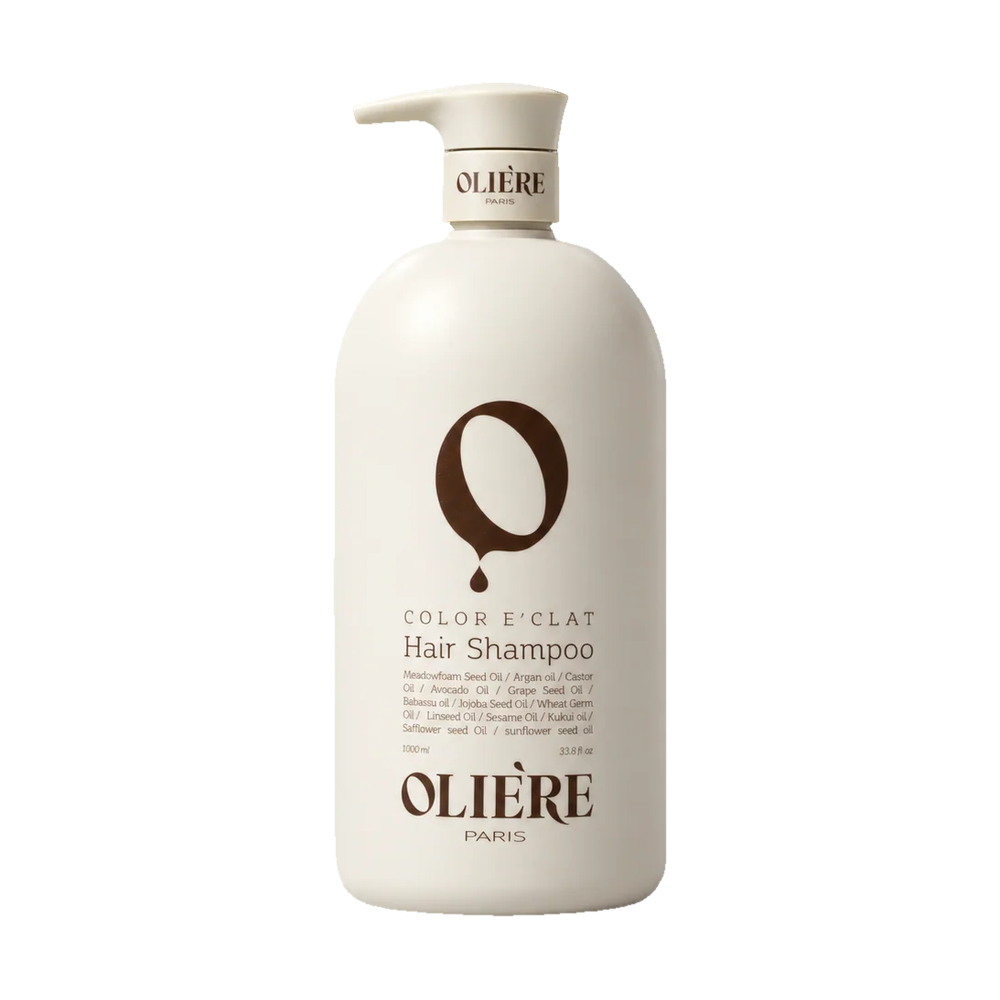 OLIÈRE
PARIS
O
COLOR E'CLAT
Hair Shampoo
Meadowfoam Seed Oil / Argan oil / Castor
Oil / Avocado Oil / Grape Seed Oil /
Babassu oil / Jojoba Seed Oil / Wheat Germ
Oil / Linseed Oil / Sesame Oil / Kukui oil /
Safflower seed Oil / sunflower seed oil
1000 ml 33.8 fl oz
OLIÈRE
PARIS